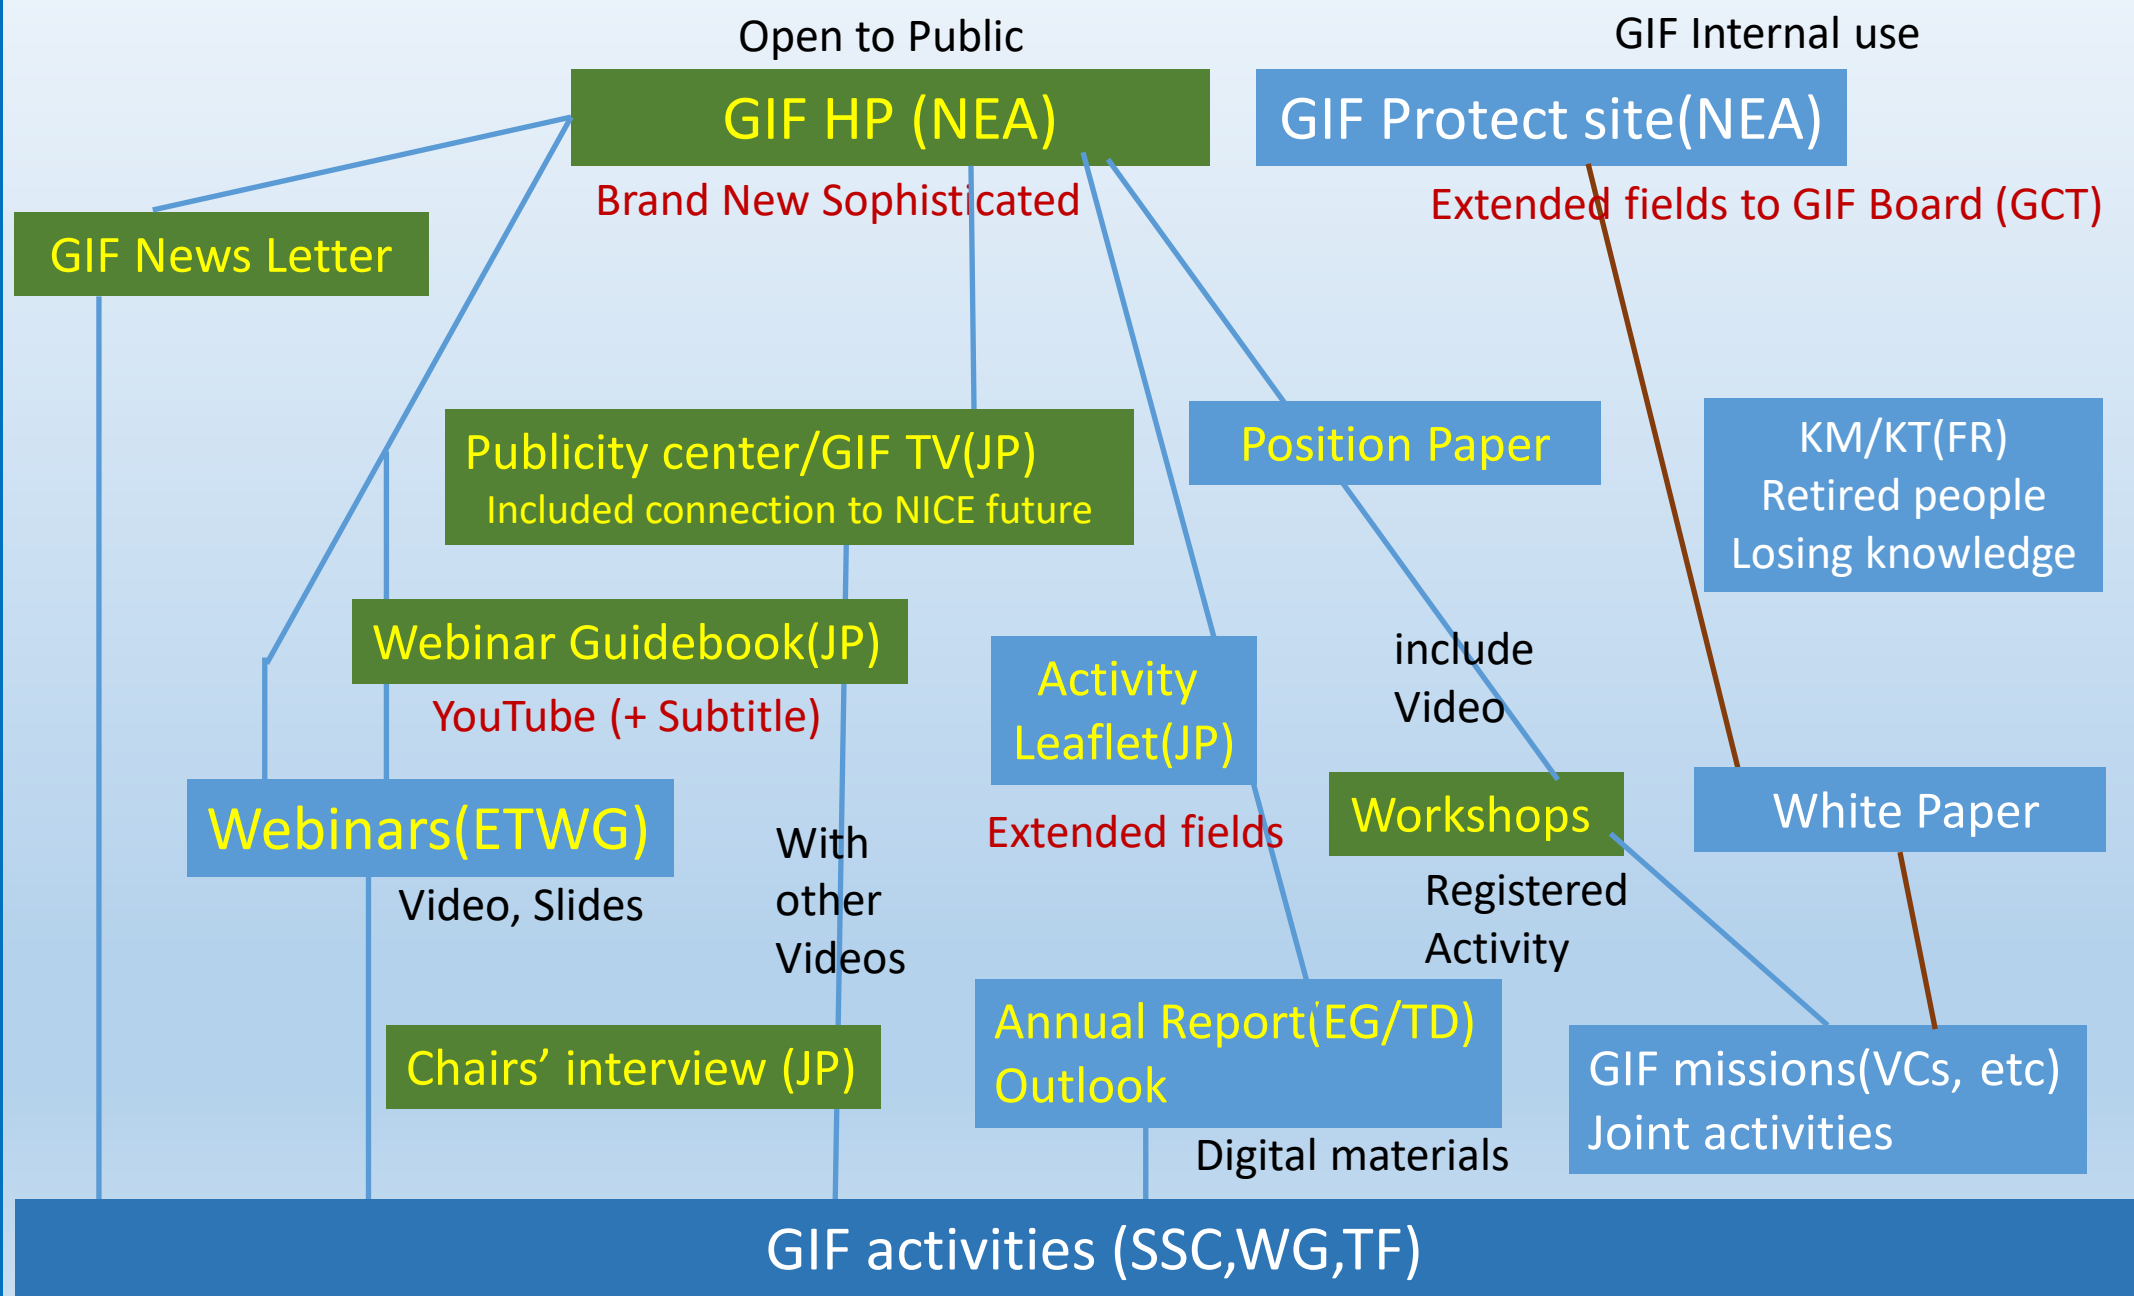 Open to Public
GIF Internal use
GIF HP (NEA)
GIF Protect site(NEA)
Brand New Sophisticated
Extended fields to GIF Board (GCT)
GIF News Letter
Publicity center/GIF TV(JP)
Included connection to NICE future
Position Paper
KM/KT(FR)
Retired people
Losing knowledge
Webinar Guidebook(JP)
YouTube (+ Subtitle)
include
Video
Activity
Leaflet(JP)
Extended fields
Webinars(ETWG)
Video, Slides
With
other
Videos
Workshops
Registered
Activity
White Paper
Chairs’ interview (JP)
Annual Report(EG/TD)
Outlook
Digital materials
GIF missions(VCs, etc)
Joint activities
GIF activities (SSC,WG,TF)